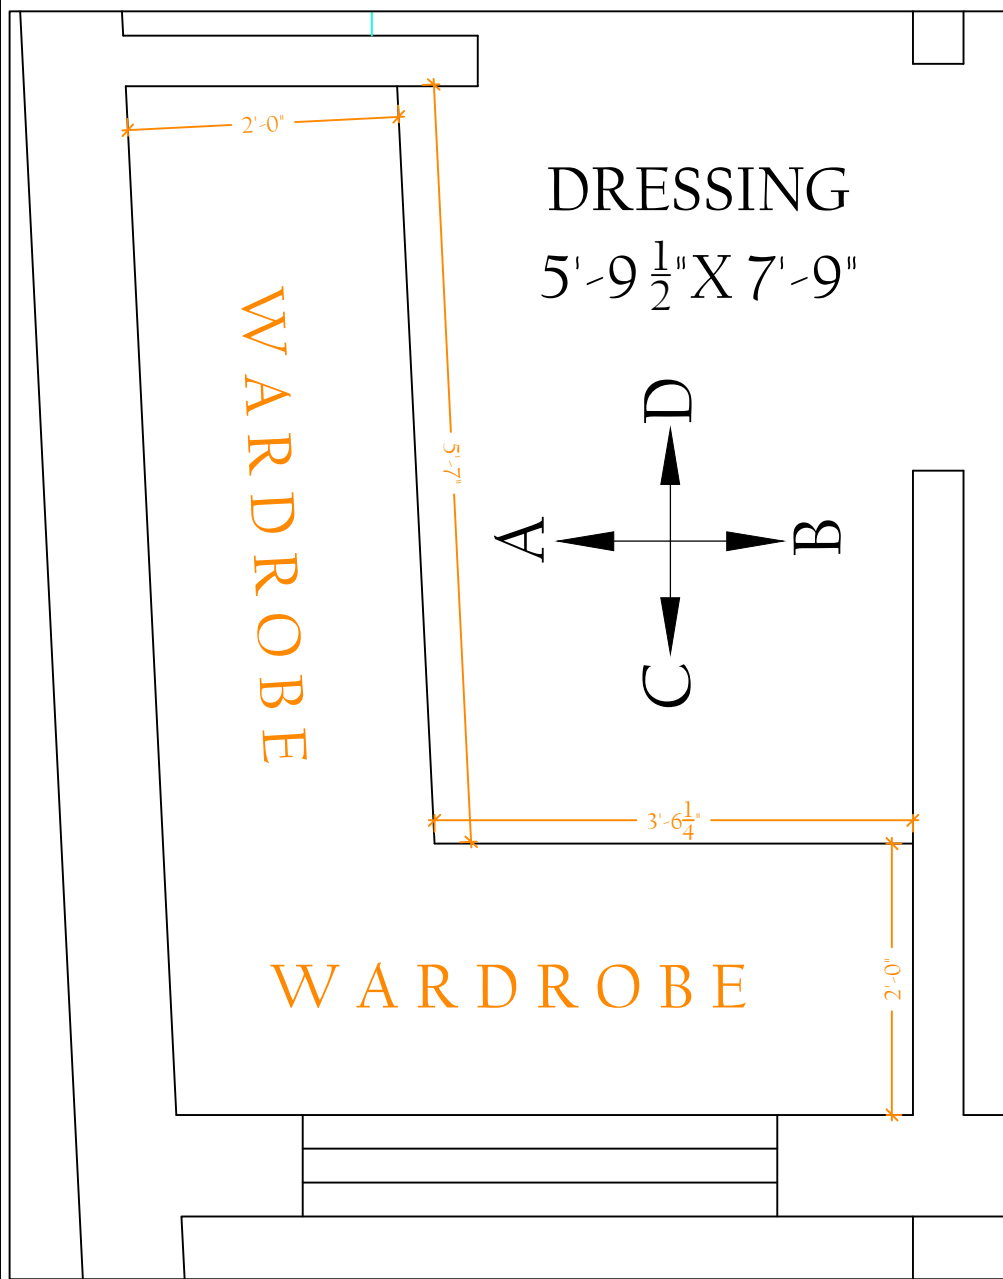 2'-0"
DRESSING
5'-9 1/2" X 7'-9"
WARDROBE
5'-7"
D
A
B
C
3'-6 1/4"
WARDROBE
2'-0"